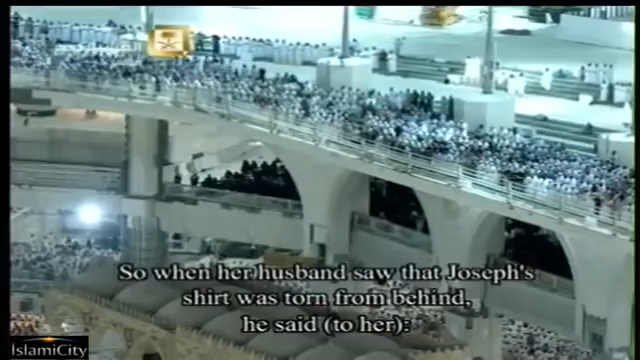 So when her husband saw that Joseph's
shirt was torn from behind,
he said (to her):
IslamiCity